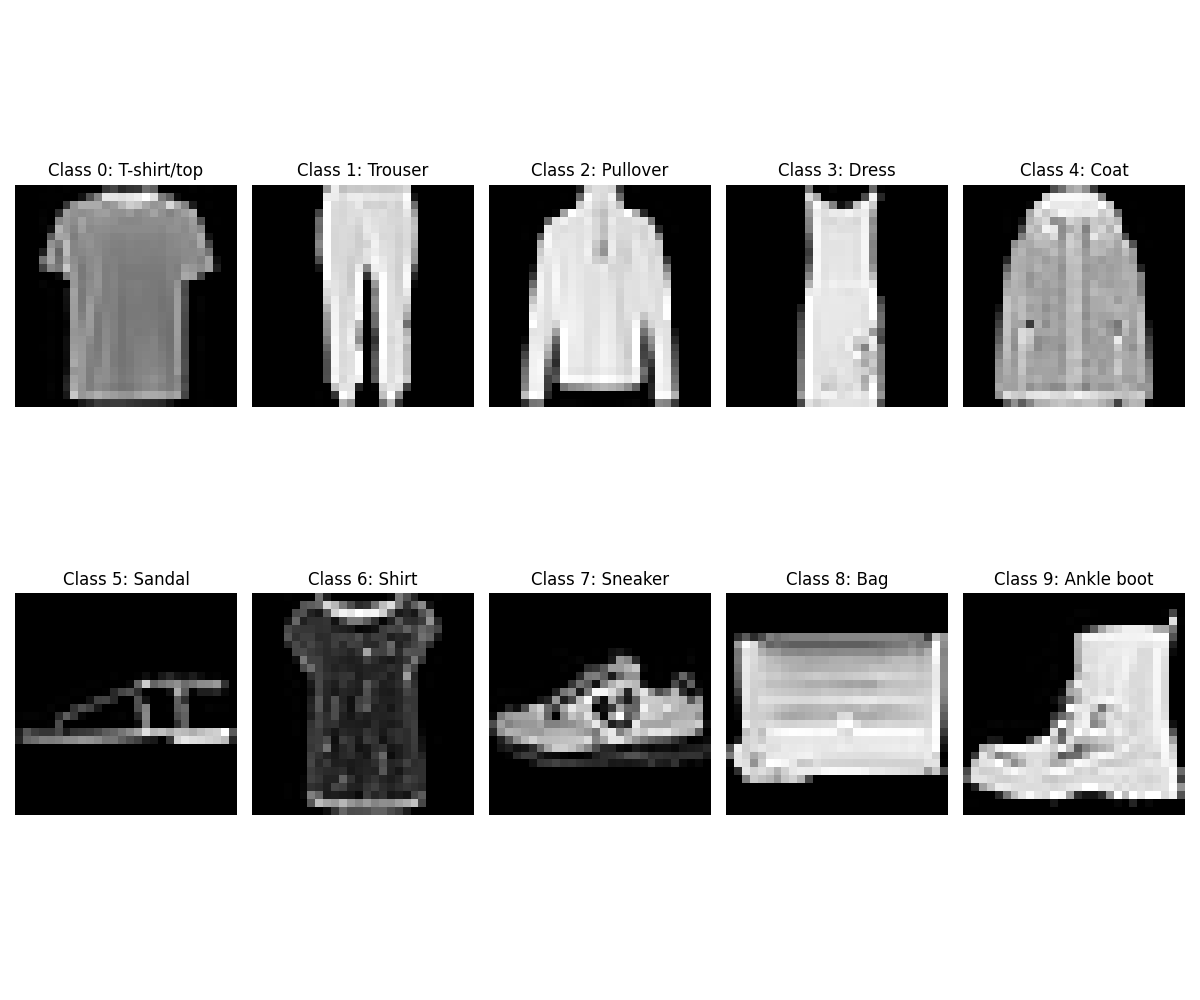 Class 0: T-shirt/top
Class 1: Trouser
Class 2: Pullover
Class 3: Dress
Class 4: Coat
Class 5: Sandal
Class 6: Shirt
Class 7: Sneaker
Class 8: Bag
Class 9: Ankle boot